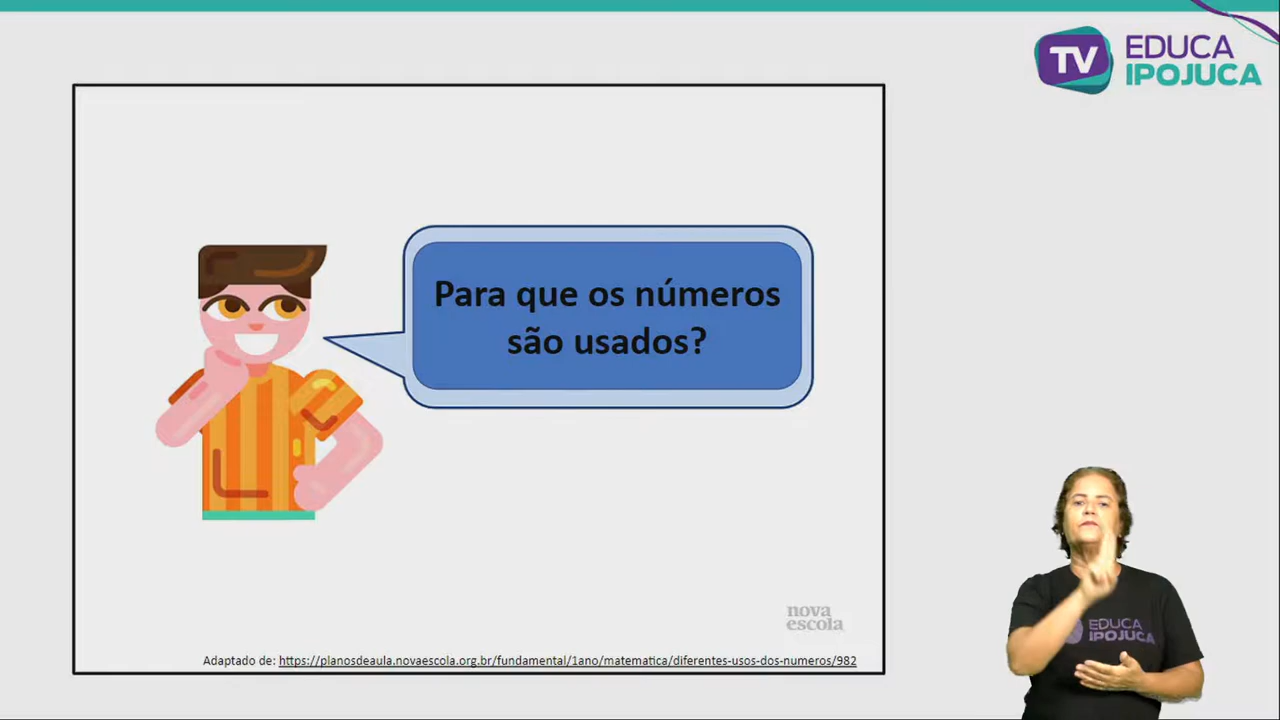 TV EDUCA
IPOJUCA
Para que os números
são usados?
nova
escola
Adaptado de: https://planosdeaula.novaescola.org.br/fundamental/1ano/matematica/diferentes-usos-dos-numeros/982
EDUCA
IPOJUCA